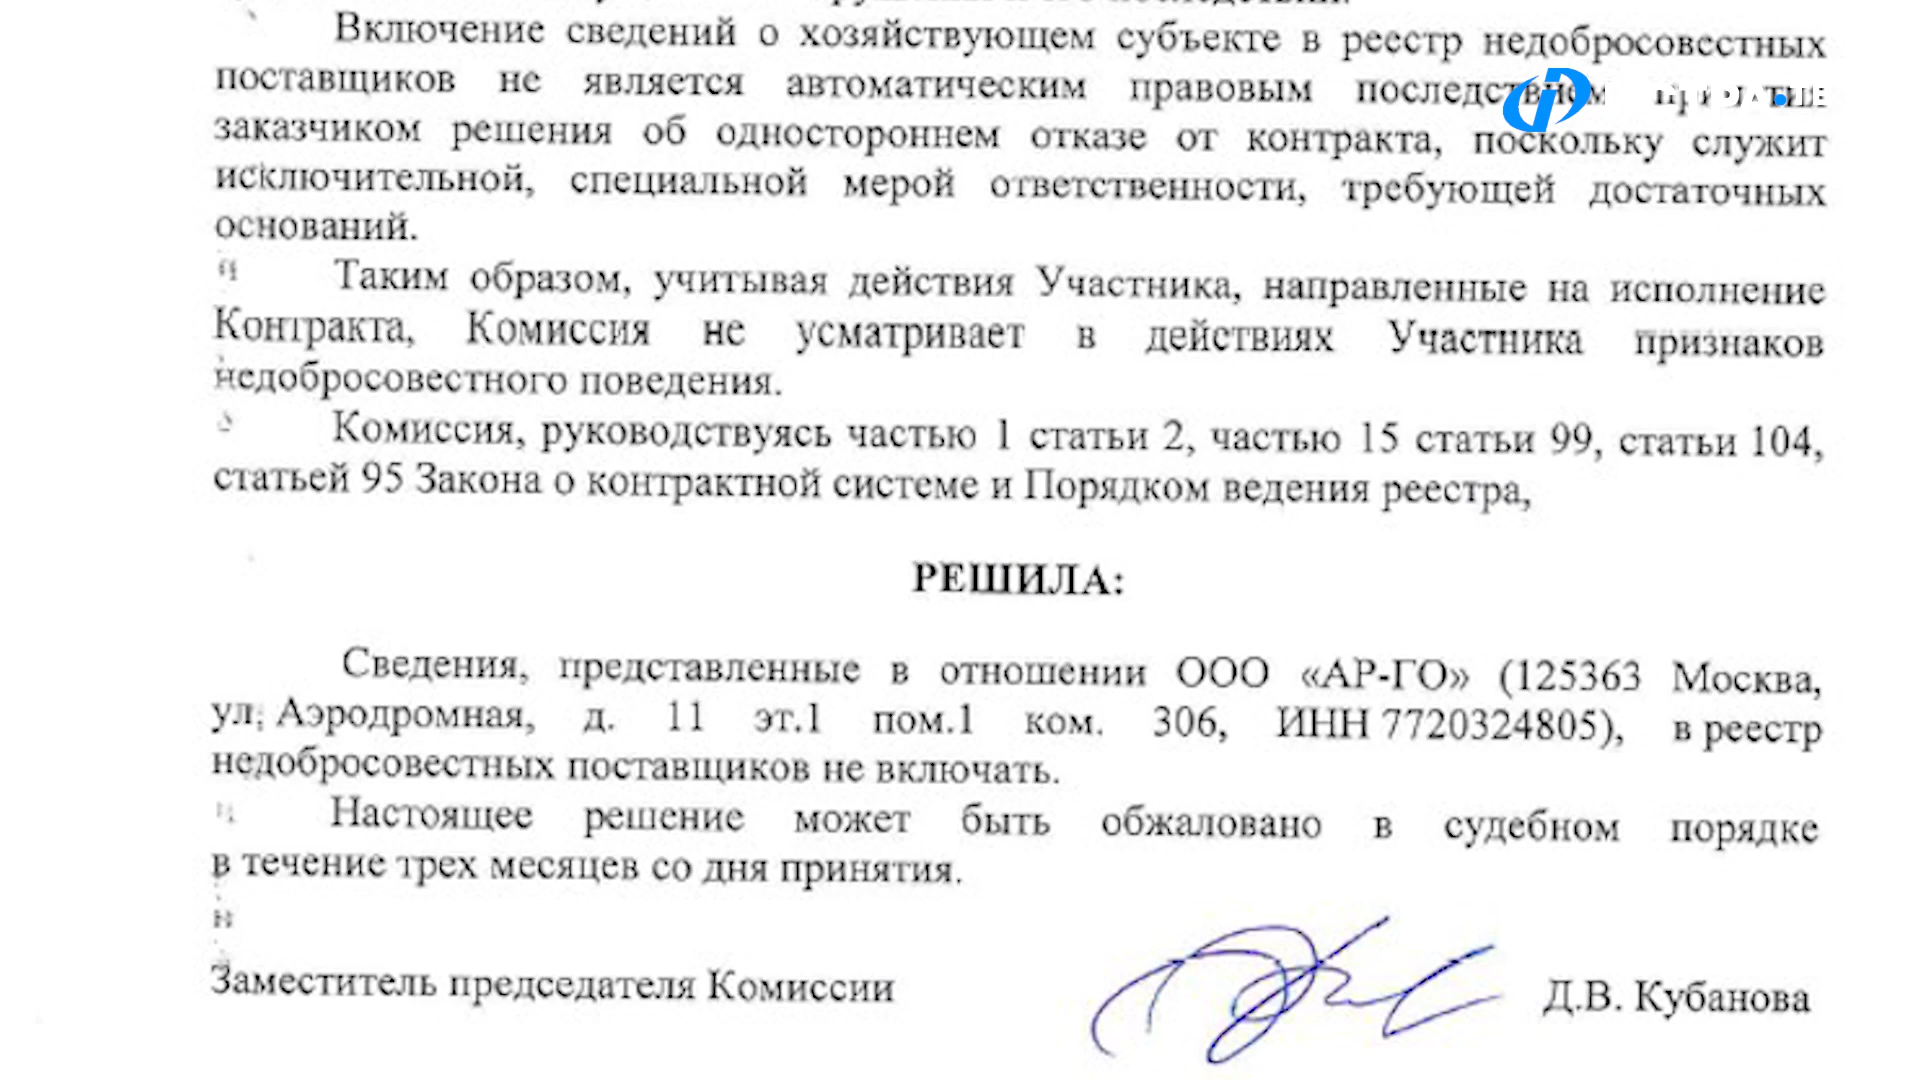 Включение сведений о хозяйствующем субъекте в реестр недобросовестных
поставщиков не является автоматическим правовым последствием
заказчиком решения об одностороннем отказе от контракта, поскольку служит
исключительной, специальной мерой ответственности, требующей достаточных
оснований.
Таким образом, учитывая действия Участника, направленные на исполнение
Контракта, Комиссия не усматривает в действиях Участника признаков
недобросовестного поведения.
Комиссия, руководствуясь частью 1 статьи 2, частью 15 статьи 99, статьи 104,
статьей 95 Закона о контрактной системе и Порядком ведения реестра,
РЕШИЛА:
Сведения, представленные в отношении ООО «АР-ГО» (125363 Москва,
ул. Аэродромная, д. 11 эт.1 пом.1 ком. 306, ИНН 7720324805), в реестр
недобросовестных поставщиков не включать.
Настоящее решение может быть обжаловано в судебном порядке
в течение трех месяцев со дня принятия.
Заместитель председателя Комиссии Д.В. Кубанова